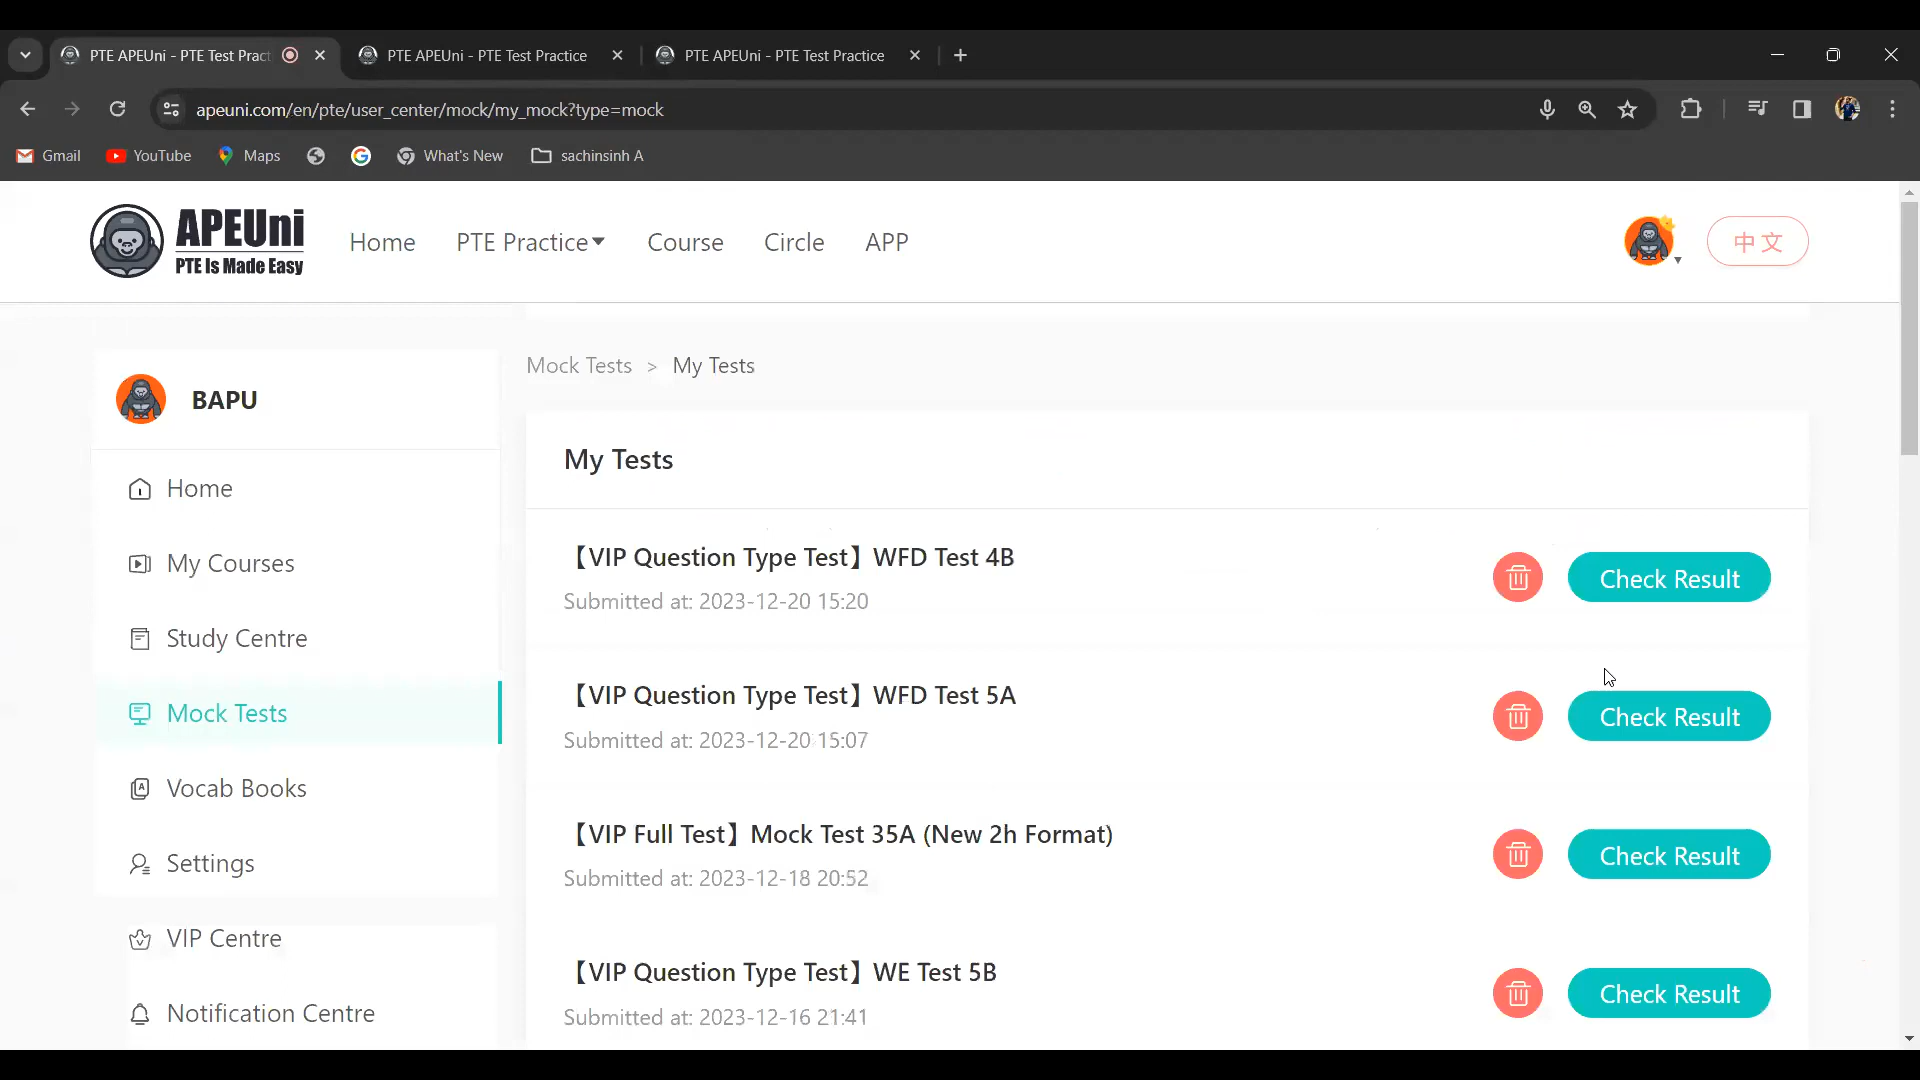 PTE APEUni - PTE Test Pract
PTE APEUni - PTE Test Practice
PTE APEUni - PTE Test Practice
apeuni.com/en/pte/user_center/mock/my_mock?type=mock
Gmail
YouTube
Maps
What's New
sachinsinh A
APEUni
PTE Is Made Easy
Home
PTE Practice
Course
Circle
APP
中文
BAPU
Home
My Courses
Study Centre
Mock Tests
Vocab Books
Settings
VIP Centre
Notification Centre
Mock Tests > My Tests
My Tests
【VIP Question Type Test】WFD Test 4B
Submitted at: 2023-12-20 15:20
Check Result
【VIP Question Type Test】WFD Test 5A
Submitted at: 2023-12-20 15:07
Check Result
【VIP Full Test】Mock Test 35A (New 2h Format)
Submitted at: 2023-12-18 20:52
Check Result
【VIP Question Type Test】WE Test 5B
Submitted at: 2023-12-16 21:41
Check Result